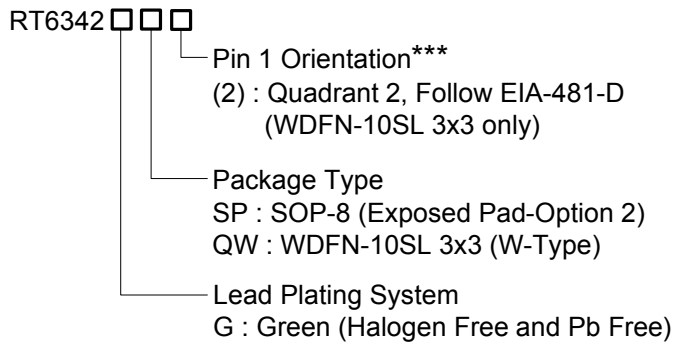 RT6342□□□
Pin 1 Orientation***
(2) : Quadrant 2, Follow EIA-481-D
(WDFN-10SL 3x3 only)
Package Type
SP : SOP-8 (Exposed Pad-Option 2)
QW : WDFN-10SL 3x3 (W-Type)
Lead Plating System
G : Green (Halogen Free and Pb Free)